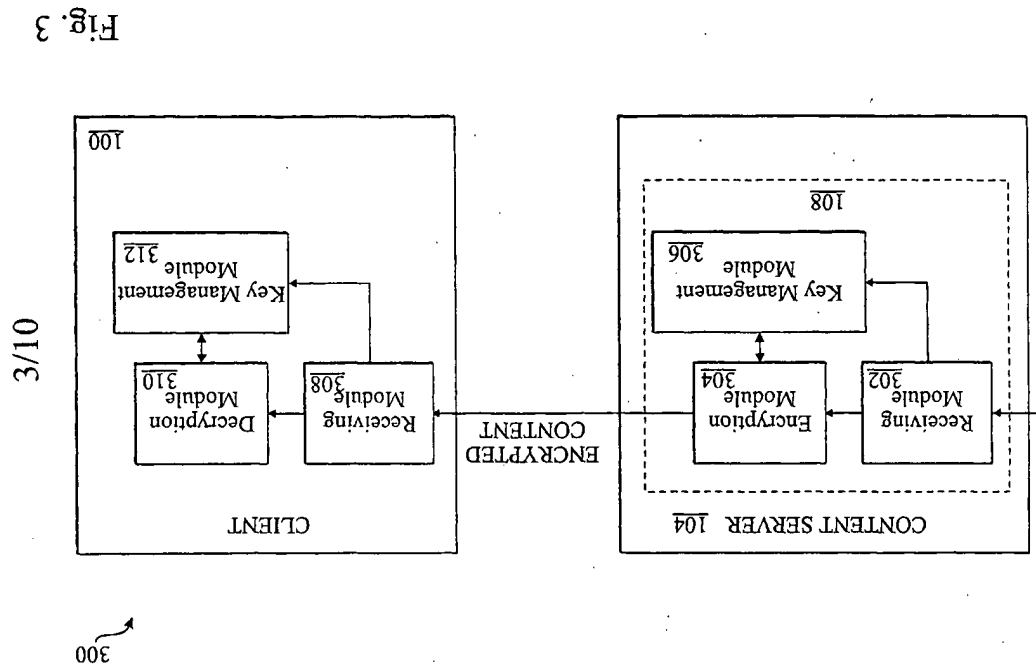 3/10
300
CONTENT SERVER 104
Receiving
Module
302
Encryption
Module
304
Key Management
Module
306
108
ENCRYPTED
CONTENT
CLIENT
Receiving
Module
308
Decryption
Module
310
Key Management
Module
312
100
Fig. 3